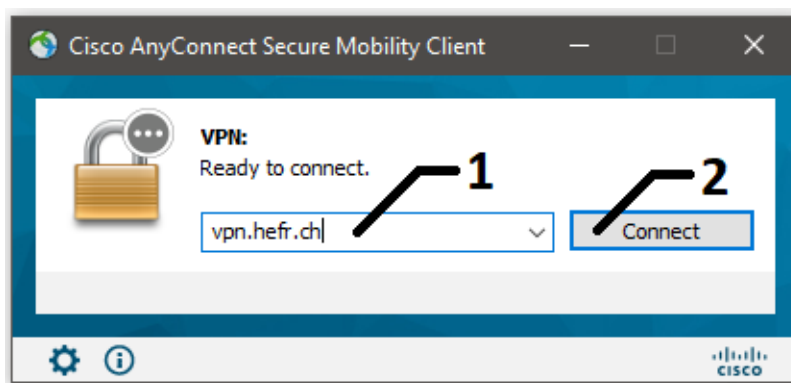 Cisco AnyConnect Secure Mobility Client
VPN:
Ready to connect.
1
2
vpn.hefr.ch
Connect
CISCO